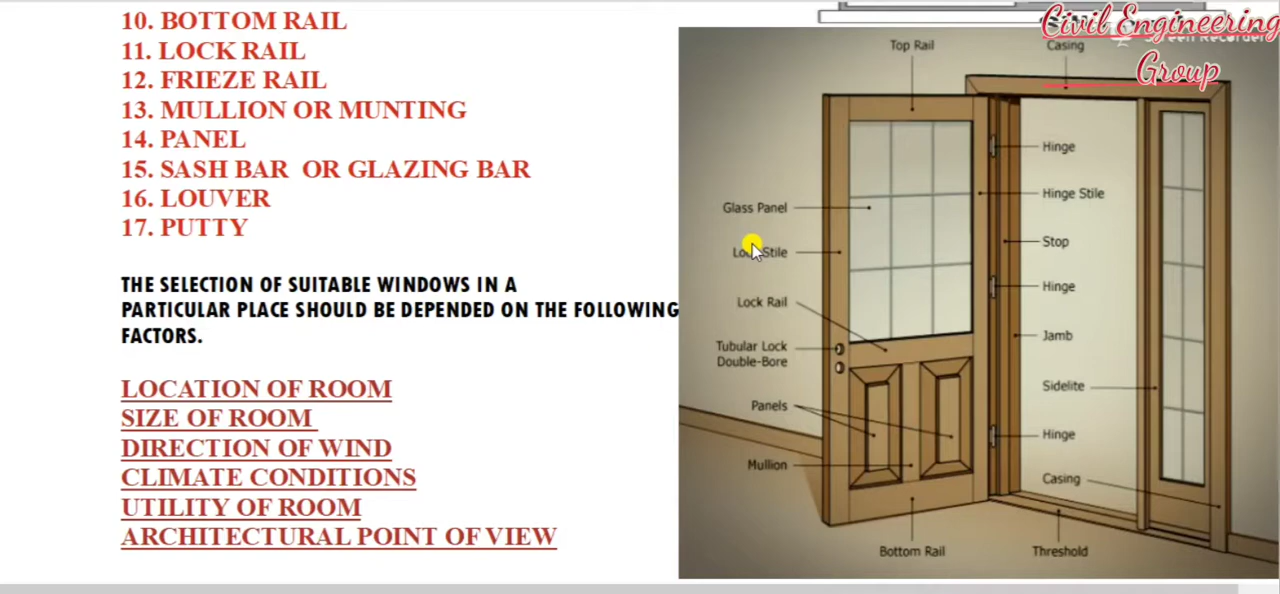 10. BOTTOM RAIL
11. LOCK RAIL
12. FRIEZE RAIL
13. MULLION OR MUNTING
14. PANEL
15. SASH BAR OR GLAZING BAR
16. LOUVER
17. PUTTY
THE SELECTION OF SUITABLE WINDOWS IN A
PARTICULAR PLACE SHOULD BE DEPENDED ON THE FOLLOWING
FACTORS.
LOCATION OF ROOM
SIZE OF ROOM
DIRECTION OF WIND
CLIMATE CONDITIONS
UTILITY OF ROOM
ARCHITECTURAL POINT OF VIEW
Civil Engineering
Group
Screen Recorder
Top Rail
Casing
Hinge
Glass Panel
Hinge Stile
Stile
Stop
Hinge
Lock Rail
Jamb
Tubular Lock
Double-Bore
Sidelite
Panels
Hinge
Mullion
Casing
Bottom Rail
Threshold